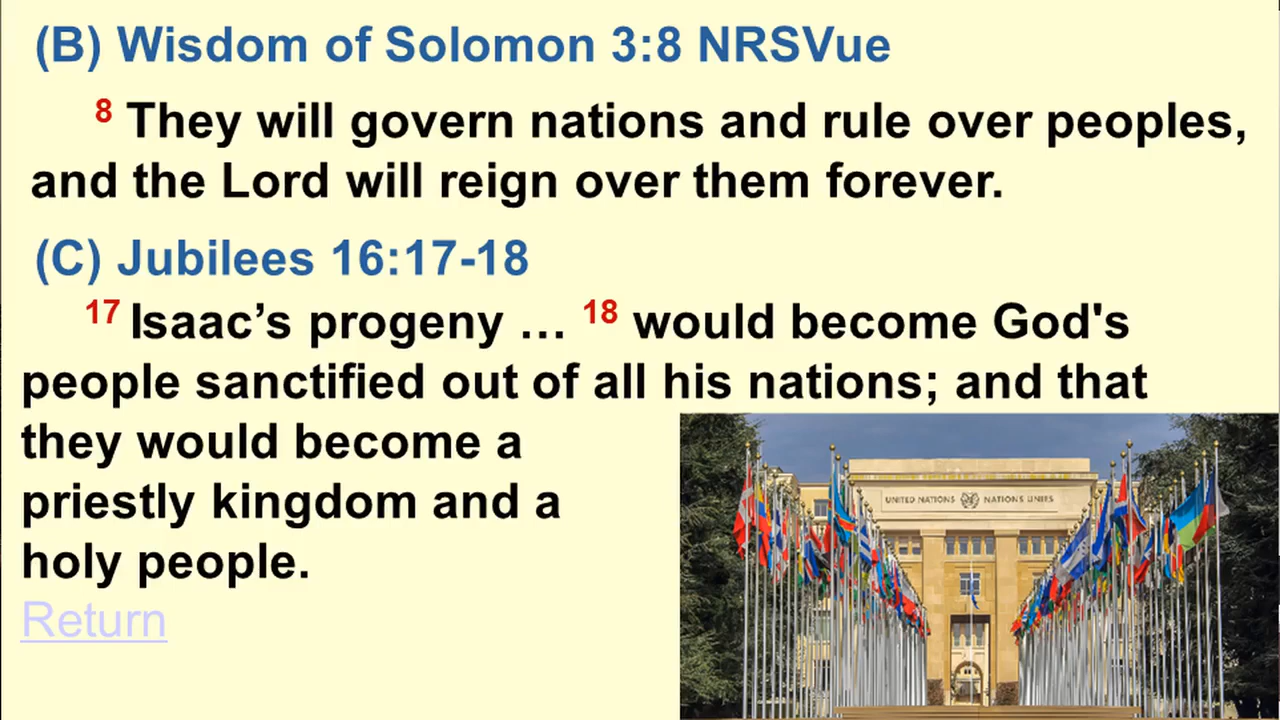 (B) Wisdom of Solomon 3:8 NRSVue
8 They will govern nations and rule over peoples,
and the Lord will reign over them forever.
(C) Jubilees 16:17-18
17 Isaac’s progeny … 18 would become God's
people sanctified out of all his nations; and that
they would become a
priestly kingdom and a
holy people.
Return
UNITED NATIONS NATIONS UNIES